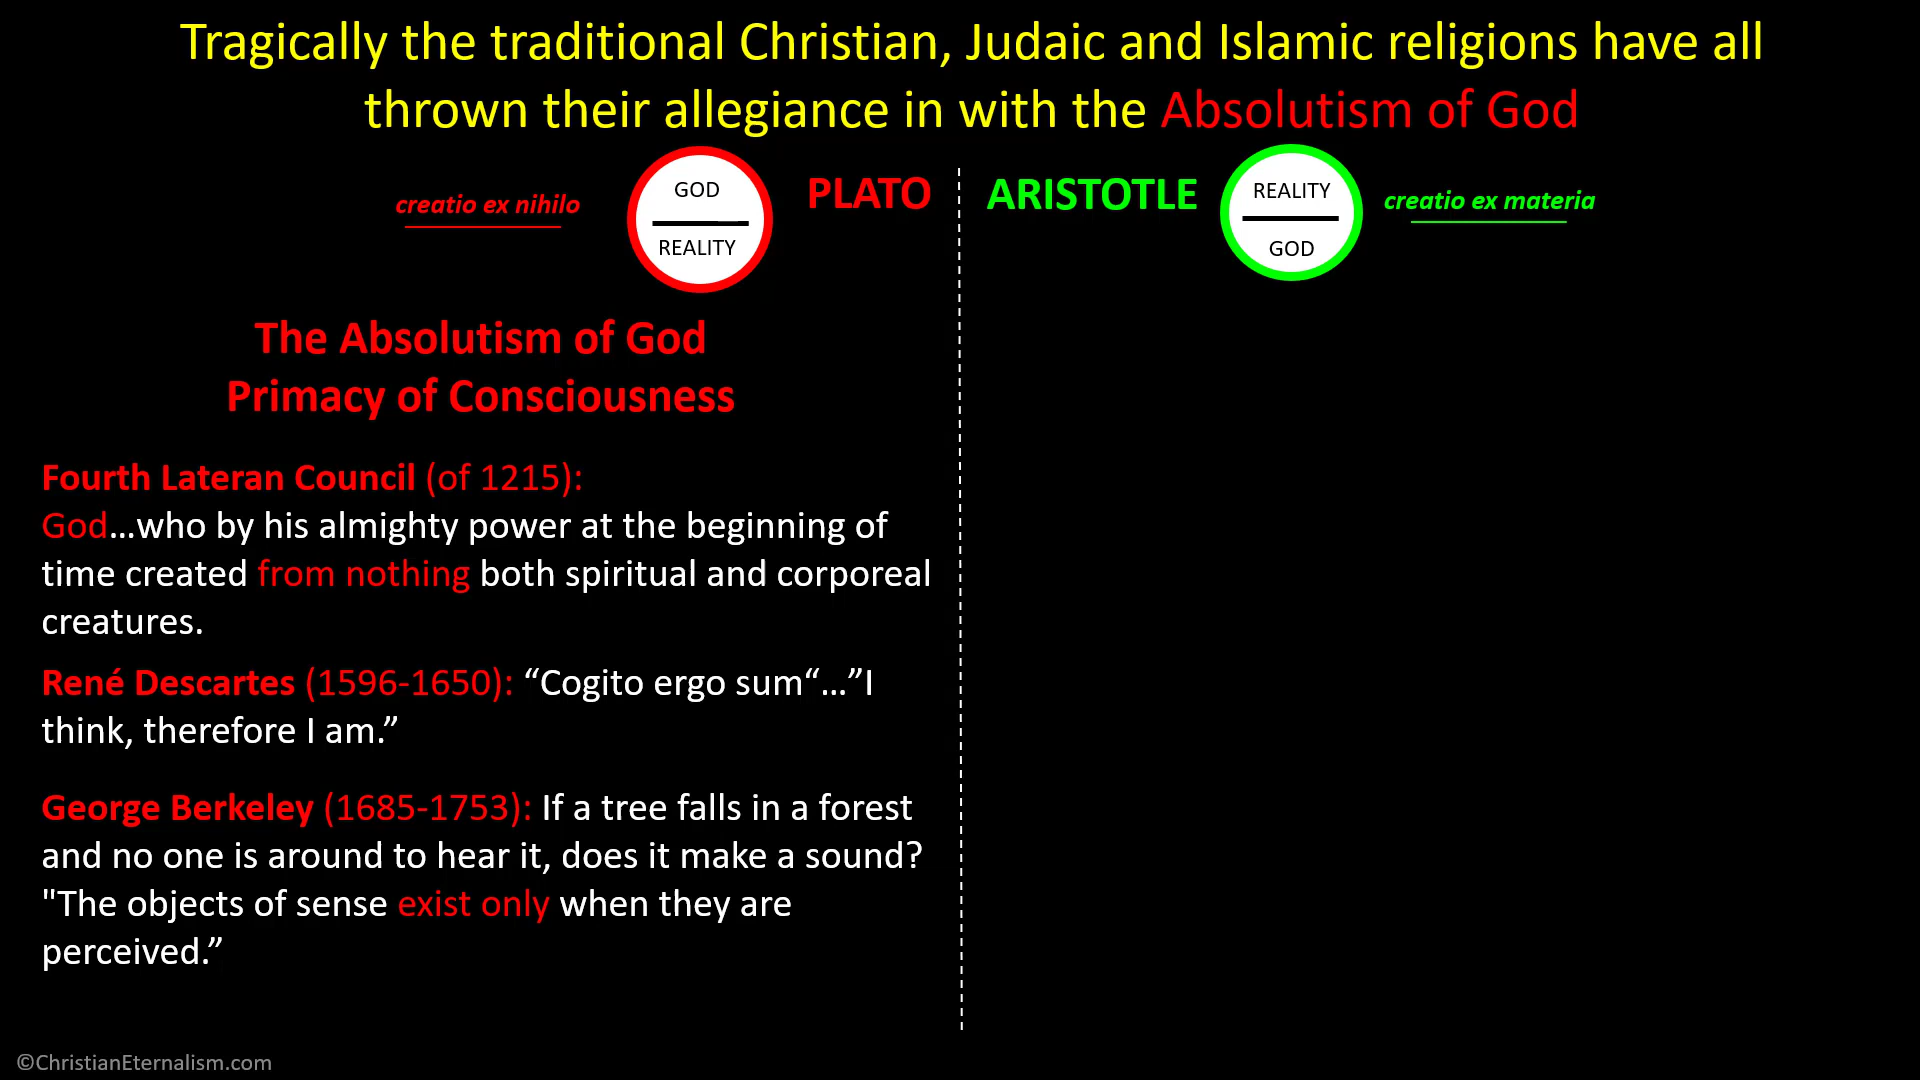 Tragically the traditional Christian, Judaic and Islamic religions have all
thrown their allegiance in with the Absolutism of God
creatio ex nihilo
GOD
REALITY
PLATO
ARISTOTLE
REALITY
GOD
creatio ex materia
The Absolutism of God
Primacy of Consciousness
Fourth Lateran Council (of 1215):
God...who by his almighty power at the beginning of
time created from nothing both spiritual and corporeal
creatures.
René Descartes (1596-1650): “Cogito ergo sum“...”I
think, therefore I am.”
George Berkeley (1685-1753): If a tree falls in a forest
and no one is around to hear it, does it make a sound?
"The objects of sense exist only when they are
perceived.”
©ChristianEternalism.com